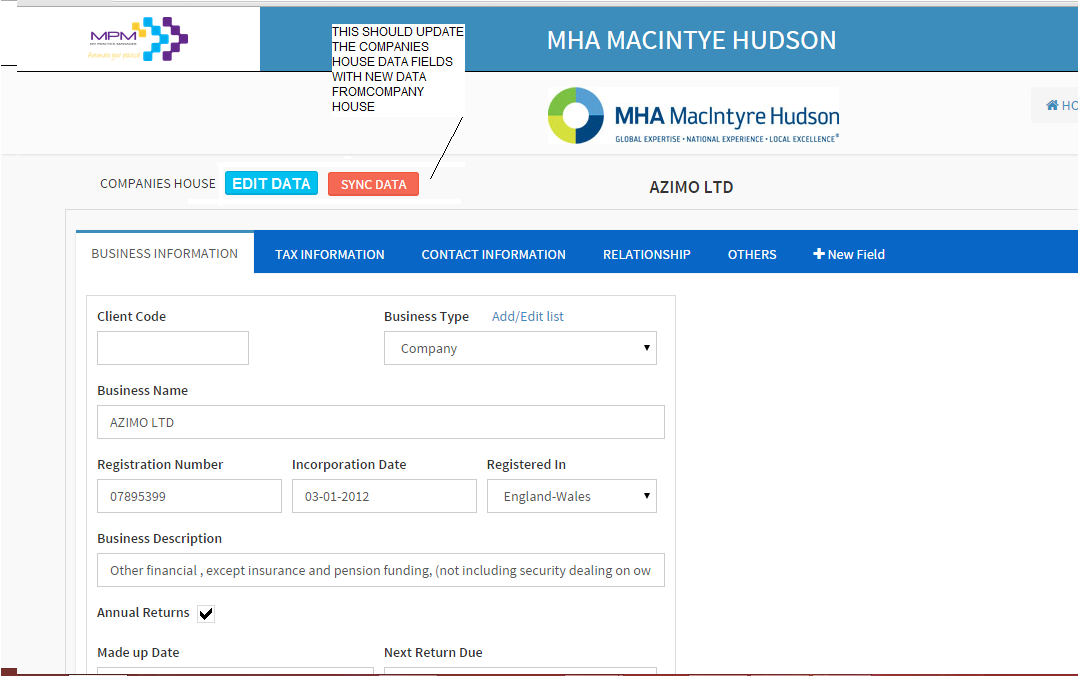 MPM
MY PRACTICE MANAGER
THIS SHOULD UPDATE
THE COMPANIES
HOUSE DATA FIELDS
WITH NEW DATA
FROMCOMPANY
HOUSE
MHA MACINTYE HUDSON
MHA MacIntyre Hudson
GLOBAL EXPERTISE • NATIONAL EXPERIENCE • LOCAL EXCELLENCE®
HO
COMPANIES HOUSE EDIT DATA SYNC DATA
AZIMO LTD
BUSINESS INFORMATION TAX INFORMATION CONTACT INFORMATION RELATIONSHIP OTHERS New Field
Client Code Business Type Add/Edit list
Company
Business Name
AZIMO LTD
Registration Number Incorporation Date Registered In
07895399 03-01-2012 England-Wales
Business Description
Other financial , except insurance and pension funding, (not including security dealing on ow
Annual Returns
Made up Date Next Return Due